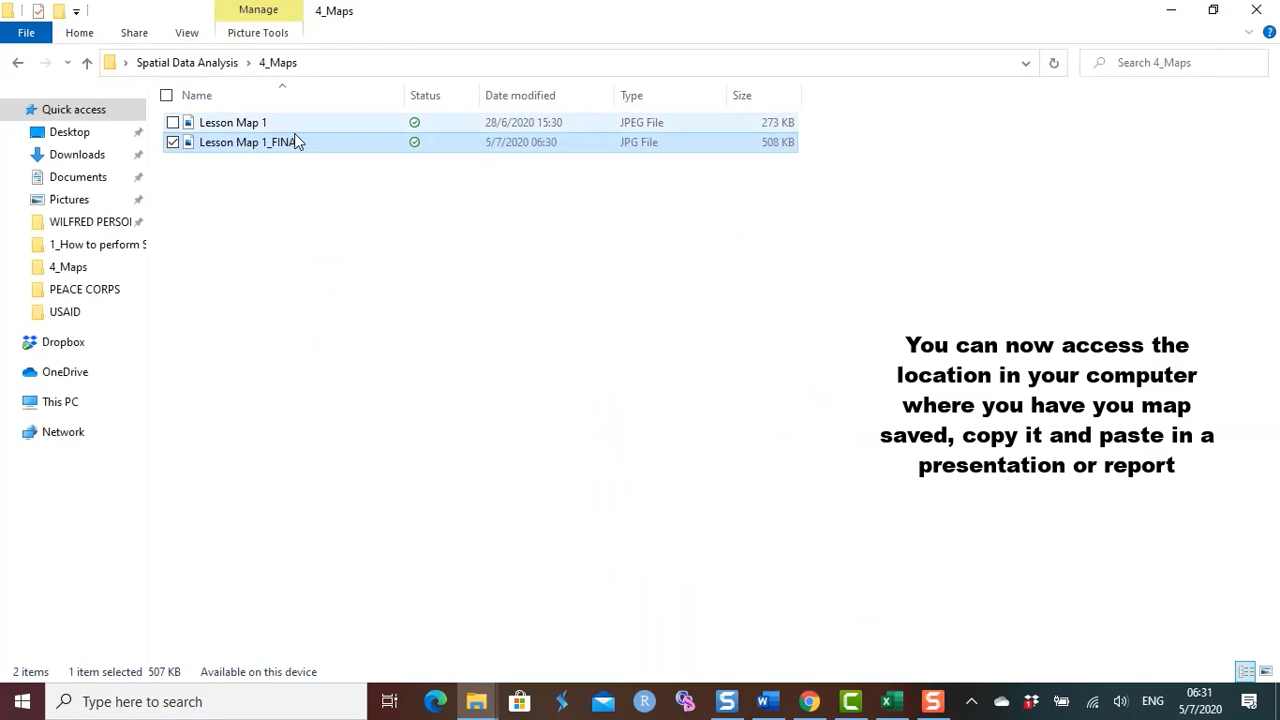 Manage
4_Maps
File
Home
Share
View
Picture Tools
Spatial Data Analysis
4_Maps
Search 4_Maps
Name
Status
Date modified
Type
Size
Quick access
Lesson Map 1
28/6/2020 15:30
JPEG File
273 KB
Desktop
Lesson Map 1_FINA
5/7/2020 06:30
JPG File
508 KB
Downloads
Documents
Pictures
WILFRED PERSO
1_How to perform S
4_Maps
PEACE CORPS
USAID
Dropbox
OneDrive
This PC
Network
You can now access the
location in your computer
where you have you map
saved, copy it and paste in a
presentation or report
2 items
1 item selected 507 KB
Available on this device
Type here to search
ENG
06:31
5/7/2020